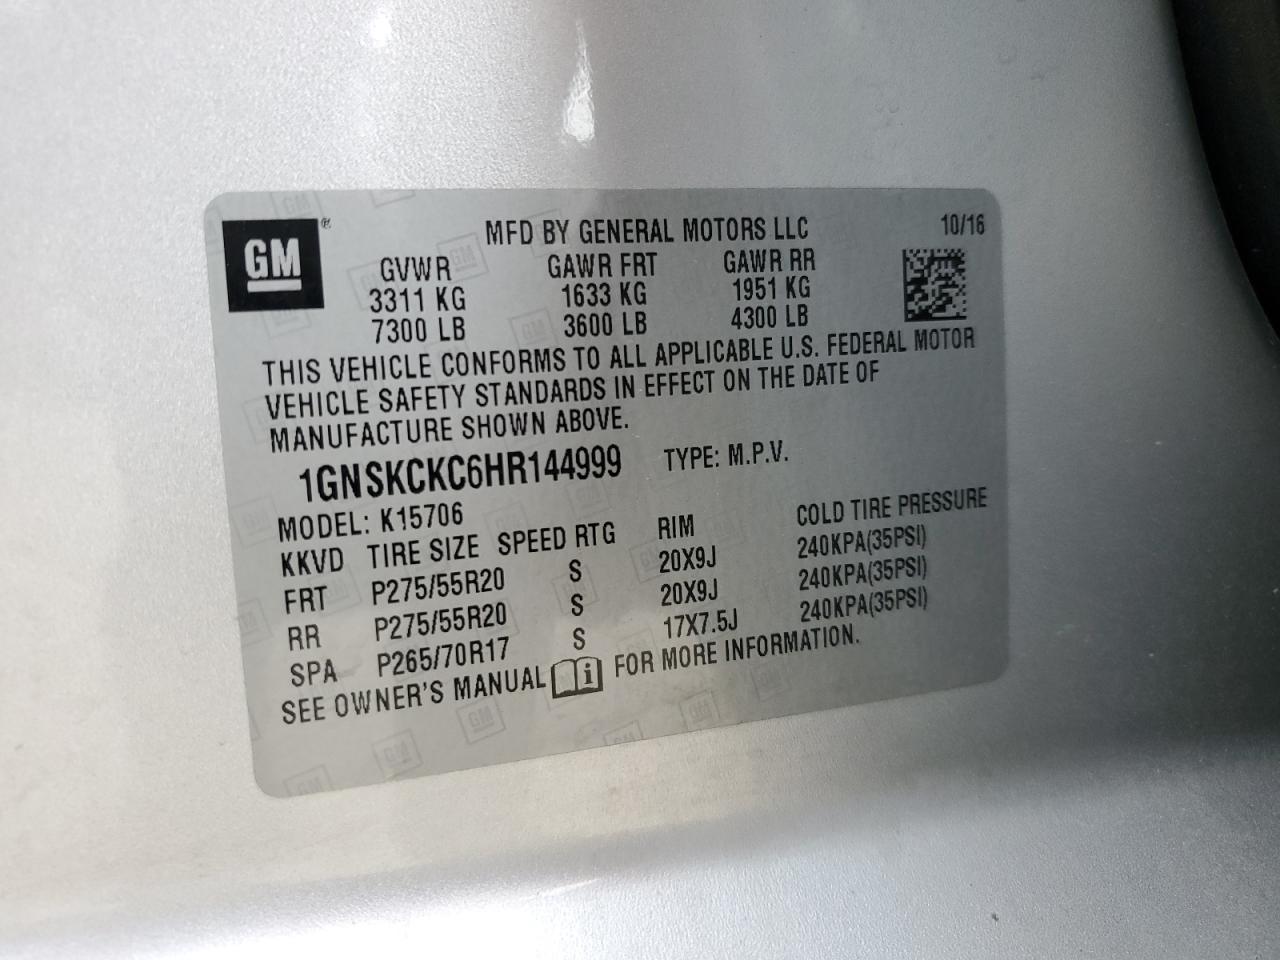 GM®
MFD BY GENERAL MOTORS LLC 10/16
GVWR GAWR FRT GAWR RR
3311 KG 1633 KG 1951 KG
7300 LB 3600 LB 4300 LB
THIS VEHICLE CONFORMS TO ALL APPLICABLE U.S. FEDERAL MOTOR
VEHICLE SAFETY STANDARDS IN EFFECT ON THE DATE OF
MANUFACTURE SHOWN ABOVE.
1GNSKCKC6HR144999 TYPE: M.P.V.
MODEL: K15706
KKVD TIRE SIZE SPEED RTG RIM COLD TIRE PRESSURE
FRT P275/55R20 S 20X9J 240KPA(35PSI)
RR P275/55R20 S 20X9J 240KPA(35PSI)
SPA P265/70R17 S 17X7.5J 240KPA(35PSI)
SEE OWNER'S MANUAL i FOR MORE INFORMATION.